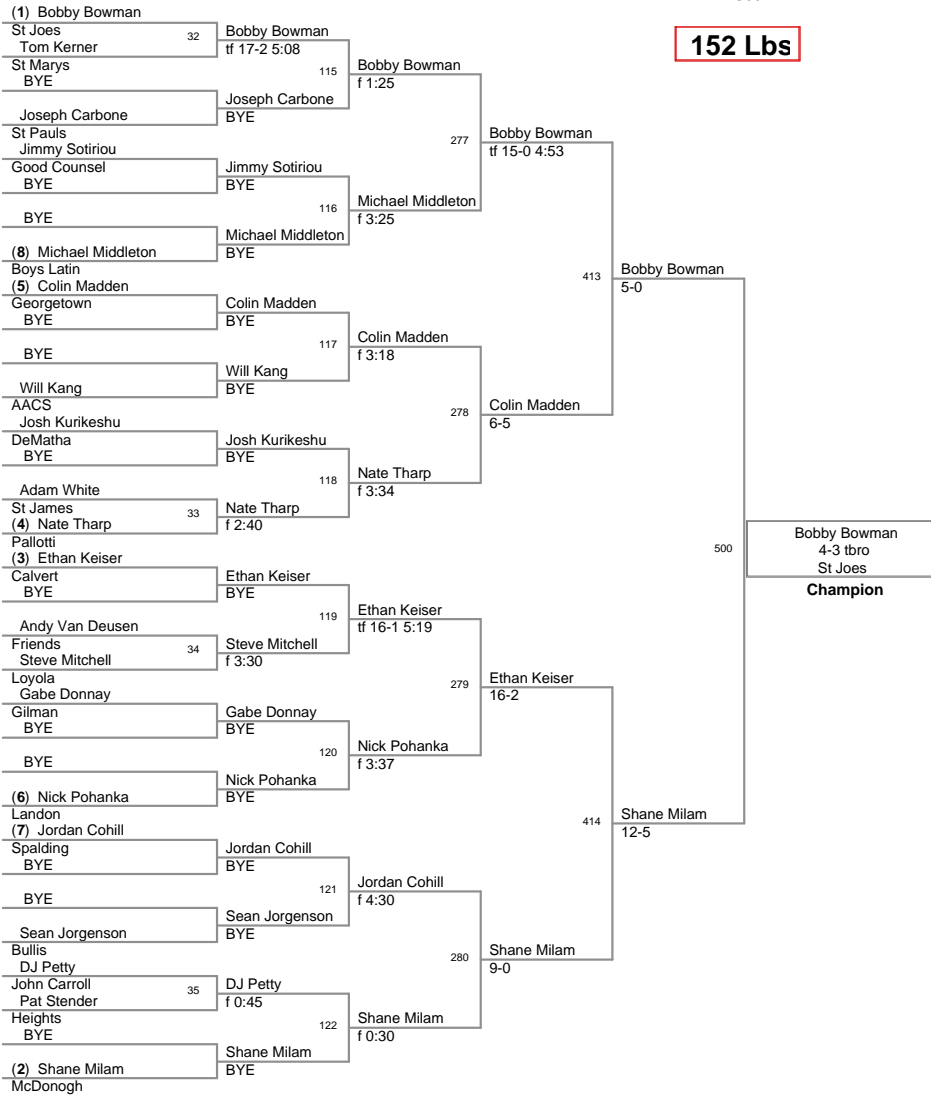 152 Lbs
(1) Bobby Bowman
St Joes
Tom Kerner
St Marys
BYE
Joseph Carbone
St Pauls
Jimmy Sotiriou
Good Counsel
BYE
BYE
(8) Michael Middleton
Boys Latin
(5) Colin Madden
Georgetown
BYE
BYE
Will Kang
AACS
Josh Kurikeshu
DeMatha
BYE
Adam White
St James
(4) Nate Tharp
Pallotti
(3) Ethan Keiser
Calvert
BYE
Andy Van Deusen
Friends
Steve Mitchell
Loyola
Gabe Donnay
Gilman
BYE
BYE
(6) Nick Pohanka
Landon
(7) Jordan Cohill
Spalding
BYE
BYE
Sean Jorgenson
Bullis
DJ Petty
John Carroll
Pat Stender
Heights
BYE
(2) Shane Milam
McDonogh
32
33
34
35
Bobby Bowman
tf 17-2 5:08
Joseph Carbone
BYE
Jimmy Sotiriou
BYE
Michael Middleton
BYE
Colin Madden
BYE
Will Kang
BYE
Josh Kurikeshu
BYE
Nate Tharp
f 2:40
Ethan Keiser
BYE
Steve Mitchell
f 3:30
Gabe Donnay
BYE
Nick Pohanka
BYE
Jordan Cohill
BYE
Sean Jorgenson
BYE
DJ Petty
f 0:45
Shane Milam
BYE
115
116
117
118
119
120
121
122
Bobby Bowman
f 1:25
Michael Middleton
f 3:25
Colin Madden
f 3:18
Nate Tharp
f 3:34
Ethan Keiser
tf 16-1 5:19
Nick Pohanka
f 3:37
Jordan Cohill
f 4:30
Shane Milam
f 0:30
277
278
279
280
Bobby Bowman
tf 15-0 4:53
Colin Madden
6-5
Ethan Keiser
16-2
Shane Milam
9-0
413
414
Bobby Bowman
5-0
Shane Milam
12-5
500
Bobby Bowman
4-3 tbro
St Joes
Champion